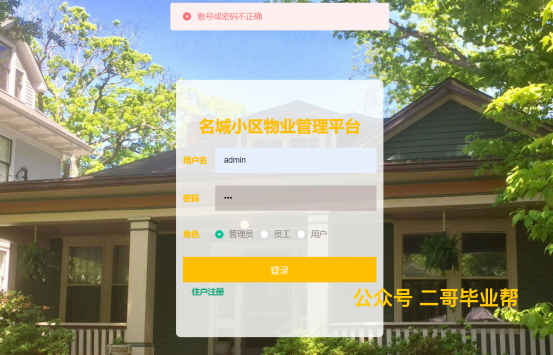 账号或密码不正确
名城小区物业管理平台
用户名 admin
密码 •••
角色 管理员 员工 用户
登录
住户注册
公众号 二哥毕业帮